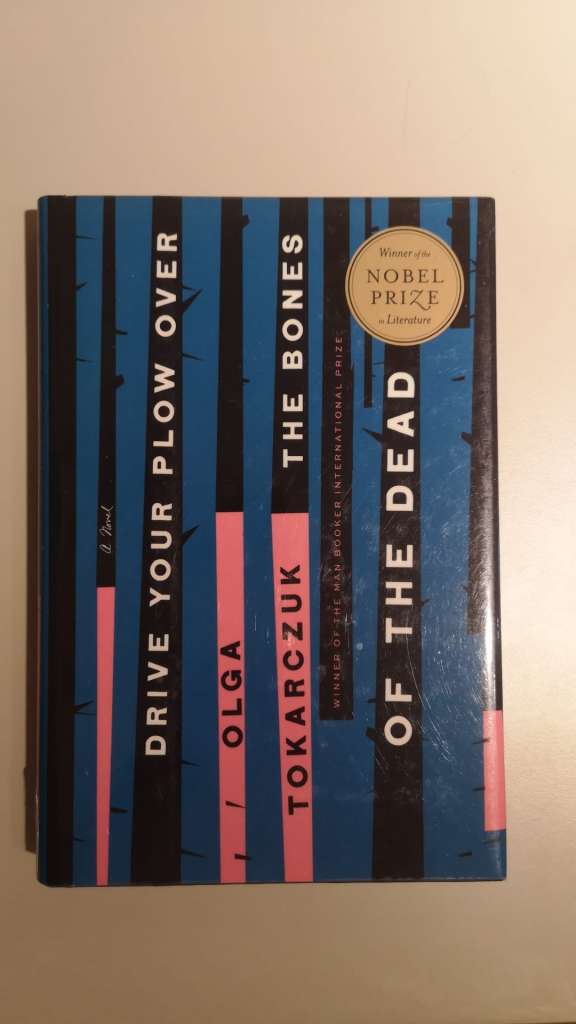 Winner of the
NOBEL
PRIZE
in Literature
A Novel
DRIVE YOUR PLOW OVER
THE BONES
OF THE DEAD
OLGA
TOKARCZUK
WINNER OF THE MAN BOOKER INTERNATIONAL PRIZE